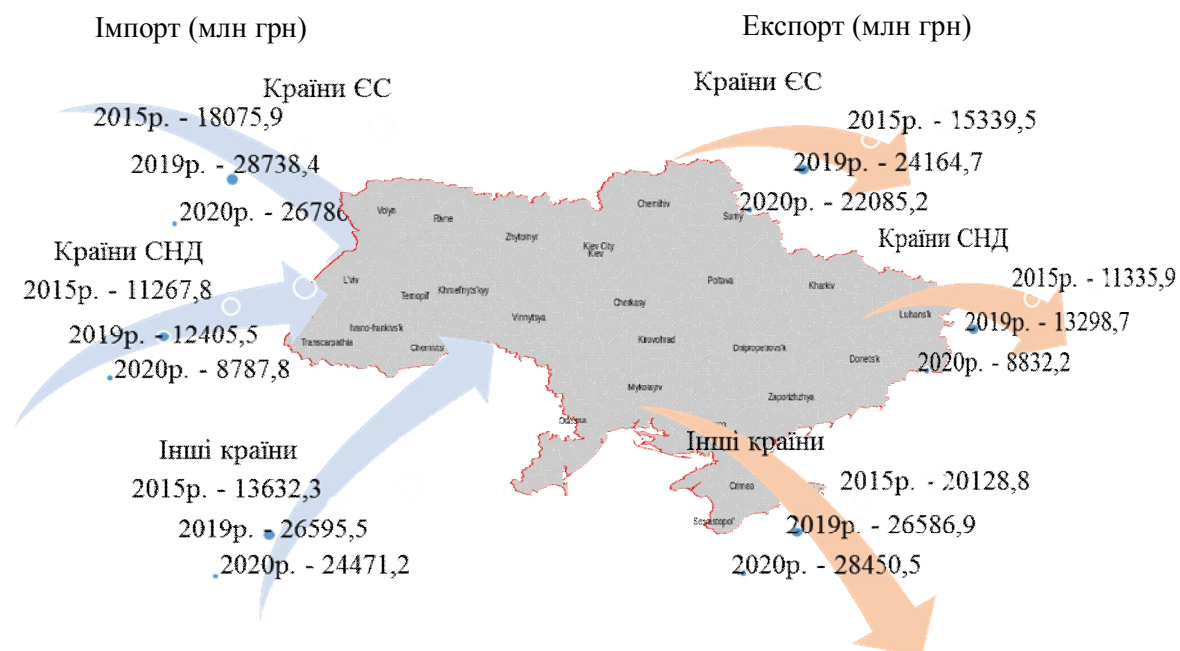 Імпорт (млн грн)
Експорт (млн грн)
Країни ЄС
2015р. - 18075,9
2019р. - 28738,4
2020р. - 26786
Країни СНД
2015р. - 11267,8
2019р. - 12405,5
2020р. - 8787,8
Інші країни
2015р. - 13632,3
2019р. - 26595,5
2020р. - 24471,2
Країни ЄС
2015р. - 15339,5
2019р. - 24164,7
2020р. - 22085,2
Країни СНД
2015р. - 11335,9
2019р. - 13298,7
2020р. - 8832,2
Інші країни
2015р. - 20128,8
2019р. - 26586,9
2020р. - 28450,5
Volyn
Rivne
Chernihiv
Sumy
Zhytomyr
Kiev City
Kiev
L'viv
Ternopil'
Khmel'nyts'kyy
Poltava
Kharkiv
Cherkasy
Vinnytsya
Luhans'k
Ivano-Frankivs'k
Transcarpathia
Chernivtsi
Kirovohrad
Dnipropetrovs'k
Donets'k
Mykolayiv
Zaporizhzhya
Odessa
Crimea
Sevastopol'